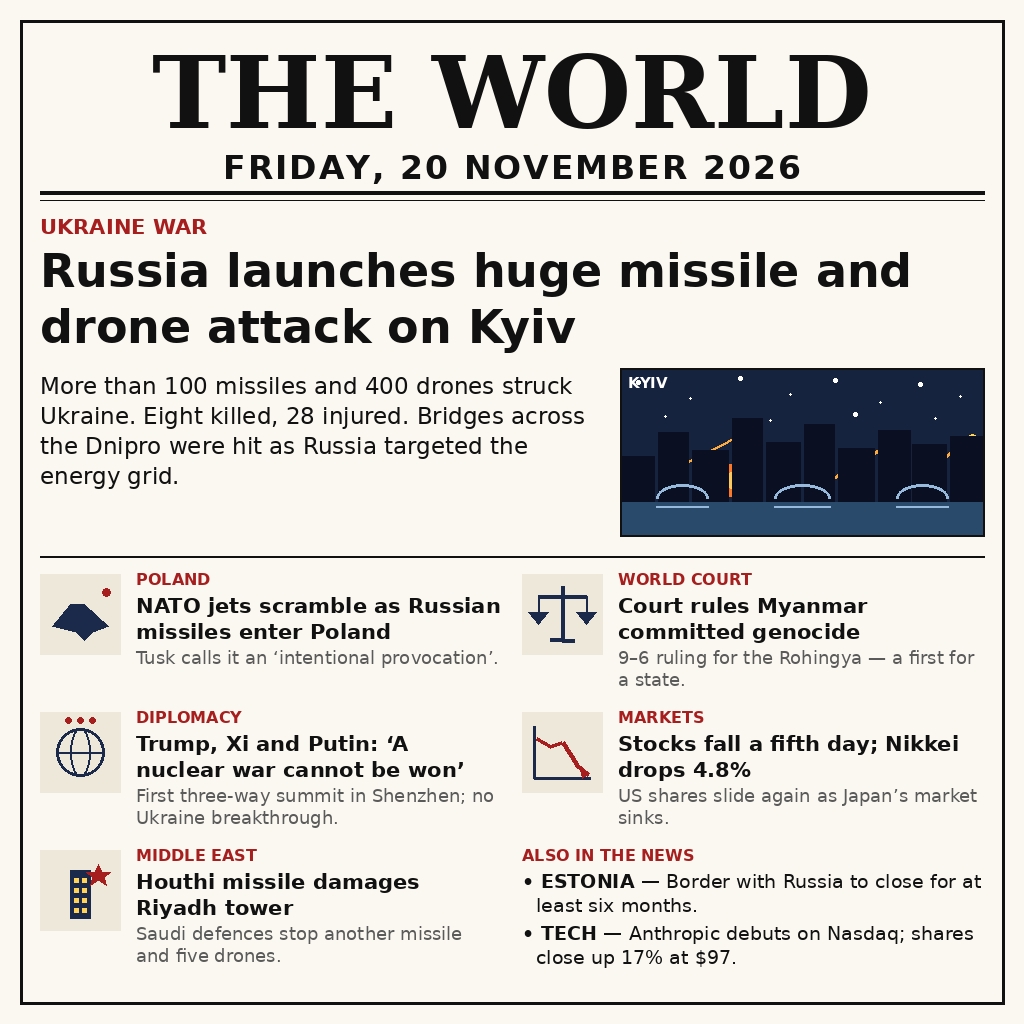 THE WORLD
FRIDAY, 20 NOVEMBER 2026
UKRAINE WAR
Russia launches huge missile and
drone attack on Kyiv
More than 100 missiles and 400 drones struck
Ukraine. Eight killed, 28 injured. Bridges across
the Dnipro were hit as Russia targeted the
energy grid.
KYIV
POLAND
NATO jets scramble as Russian
missiles enter Poland
Tusk calls it an ‘intentional provocation’.
WORLD COURT
Court rules Myanmar
committed genocide
9–6 ruling for the Rohingya — a first for
a state.
DIPLOMACY
Trump, Xi and Putin: ‘A
nuclear war cannot be won’
First three-way summit in Shenzhen; no
Ukraine breakthrough.
MARKETS
Stocks fall a fifth day; Nikkei
drops 4.8%
US shares slide again as Japan’s market
sinks.
MIDDLE EAST
Houthi missile damages
Riyadh tower
Saudi defences stop another missile
and five drones.
ALSO IN THE NEWS
• ESTONIA — Border with Russia to close for at
least six months.
• TECH — Anthropic debuts on Nasdaq; shares
close up 17% at $97.